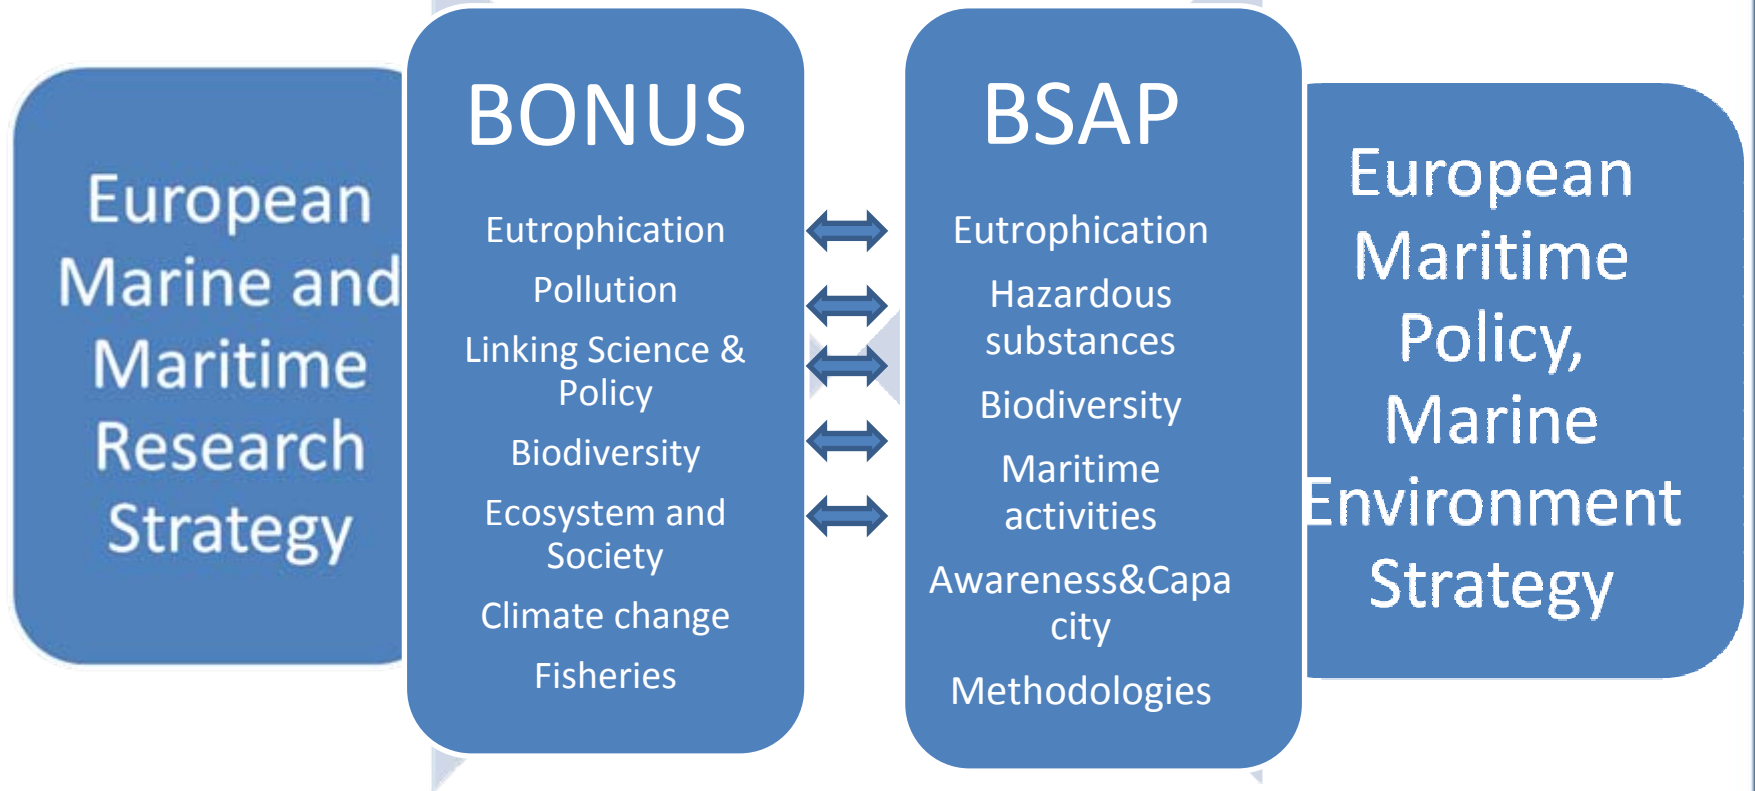 European
Marine and
Maritime
Research
Strategy
BONUS
Eutrophication
Pollution
Linking Science &
Policy
Biodiversity
Ecosystem and
Society
Climate change
Fisheries
BSAP
Eutrophication
Hazardous
substances
Biodiversity
Maritime
activities
Awareness&Capa
city
Methodologies
European
Maritime
Policy,
Marine
Environment
Strategy